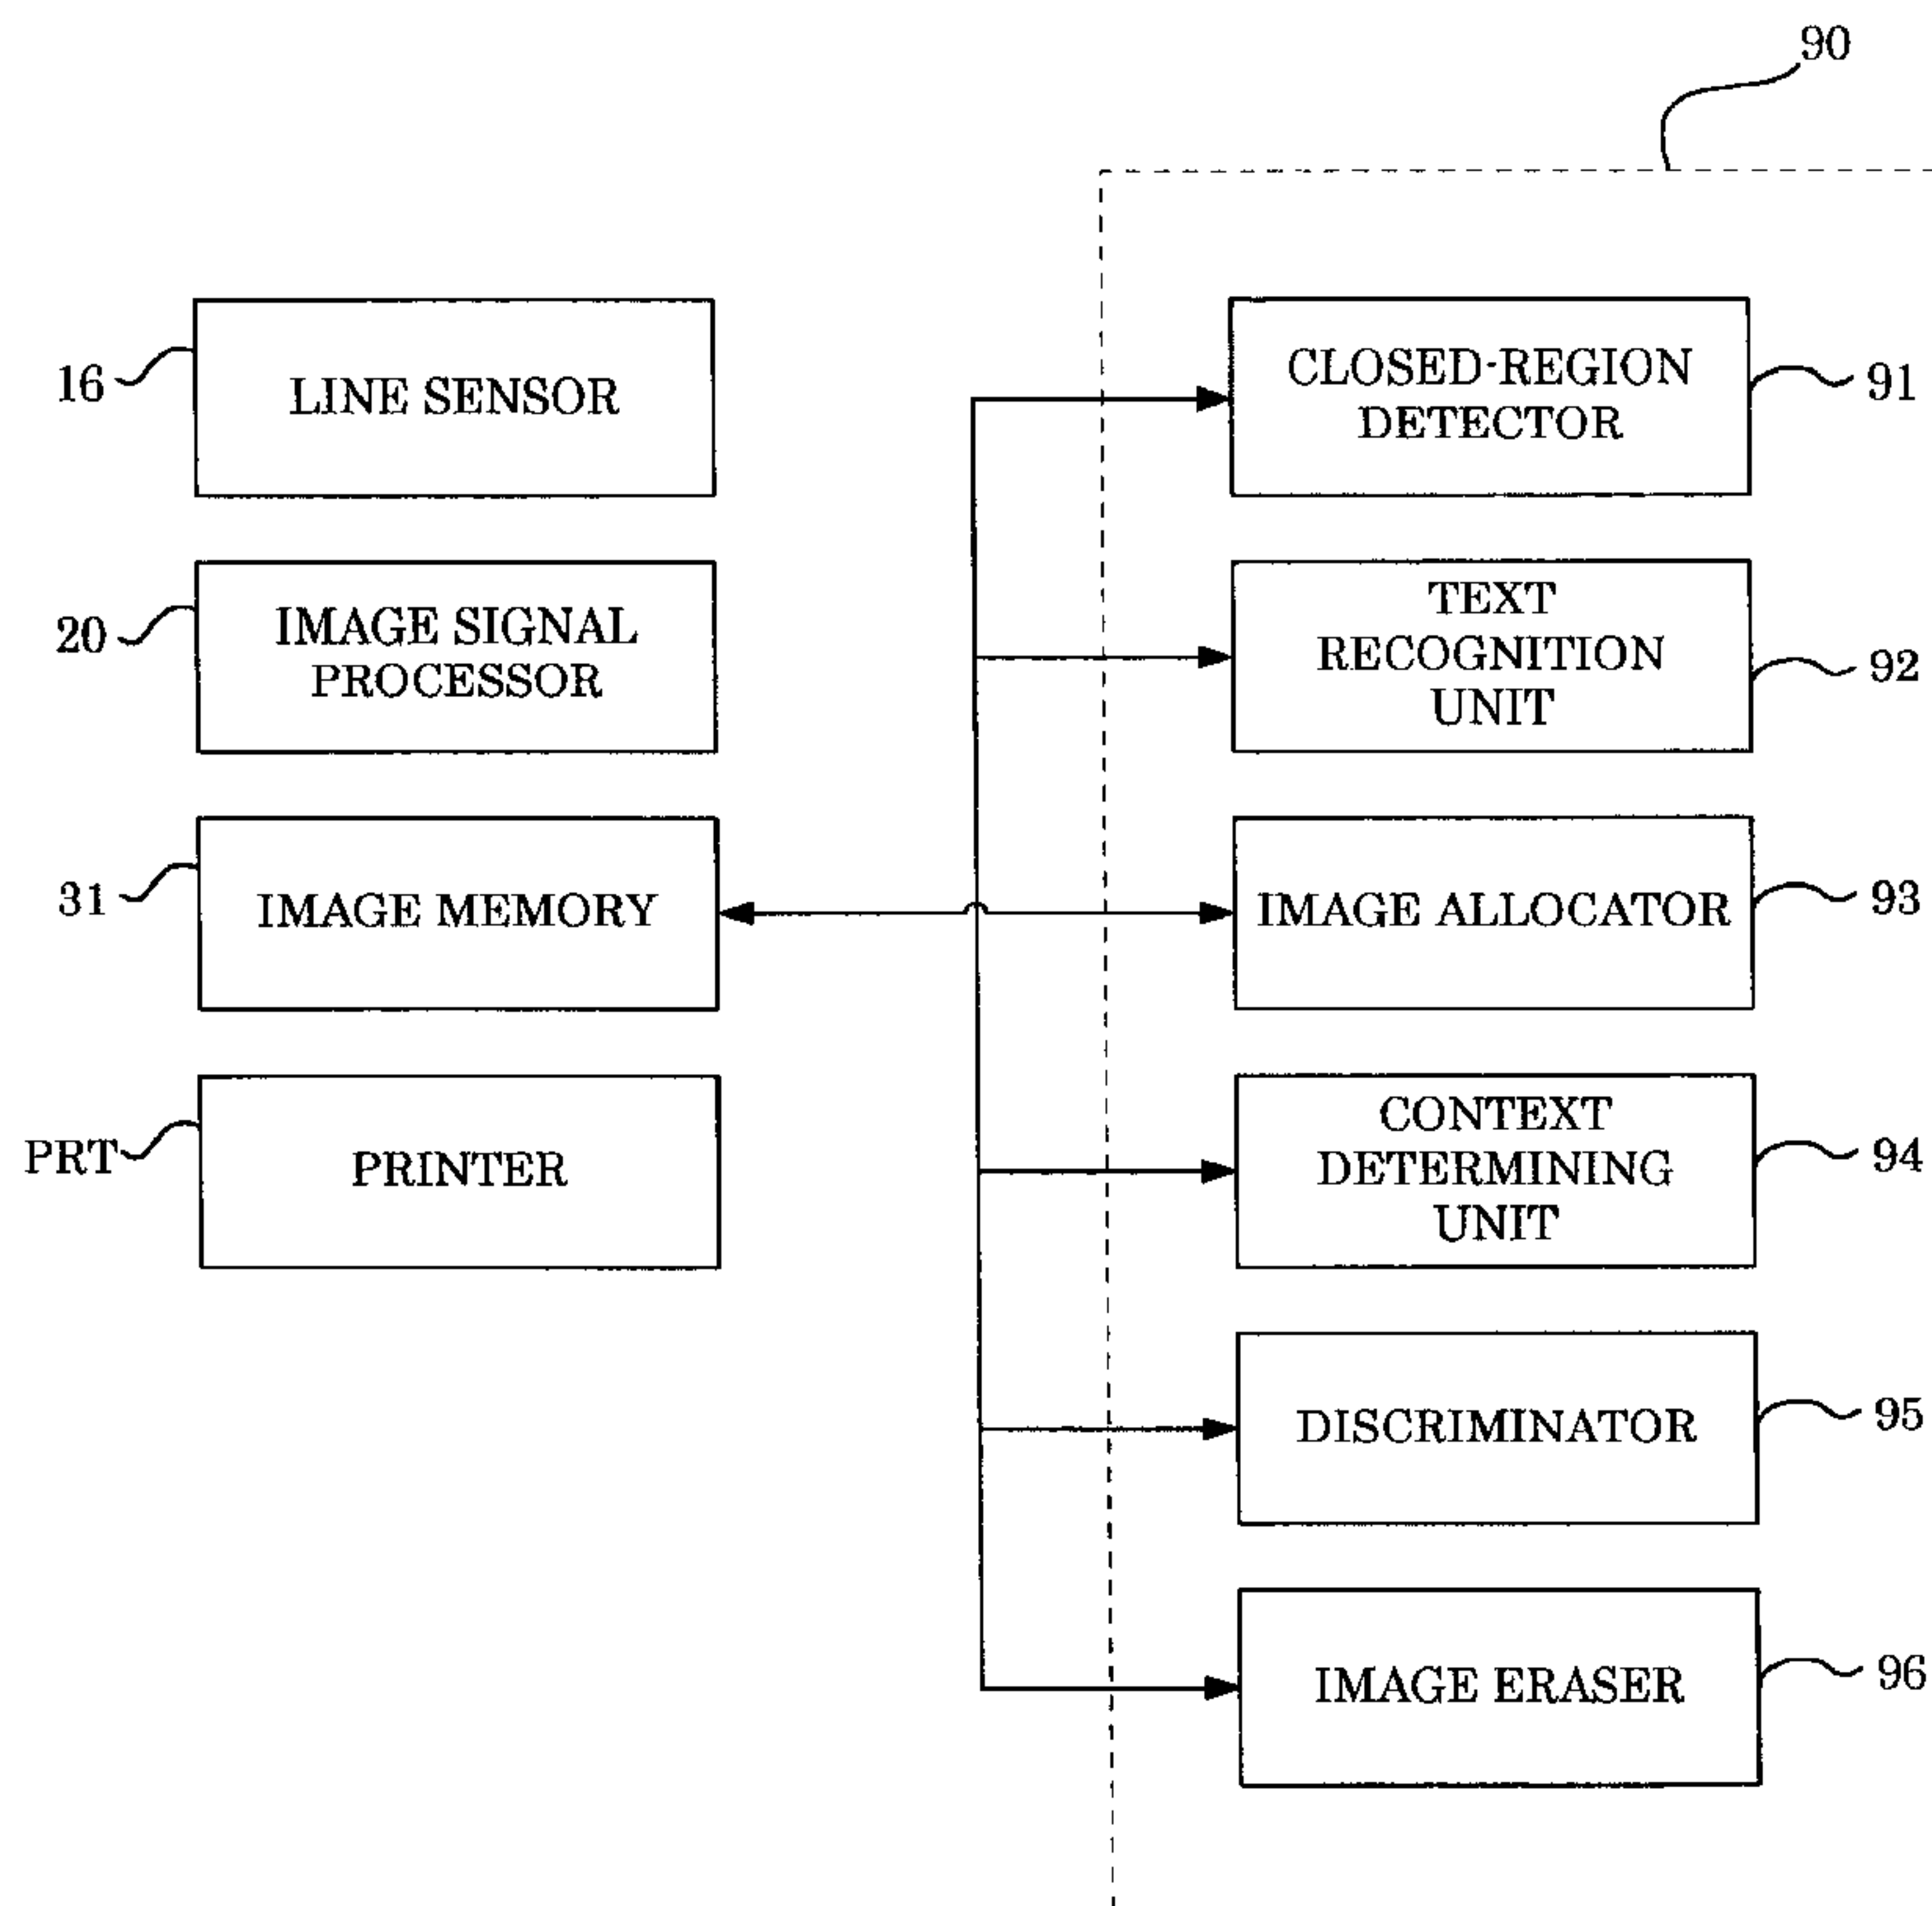 90
16
LINE SENSOR
CLOSED-REGION
DETECTOR
91
20
IMAGE SIGNAL
PROCESSOR
TEXT
RECOGNITION
UNIT
92
31
IMAGE MEMORY
IMAGE ALLOCATOR
93
PRT
PRINTER
CONTEXT
DETERMINING
UNIT
94
DISCRIMINATOR
95
IMAGE ERASER
96